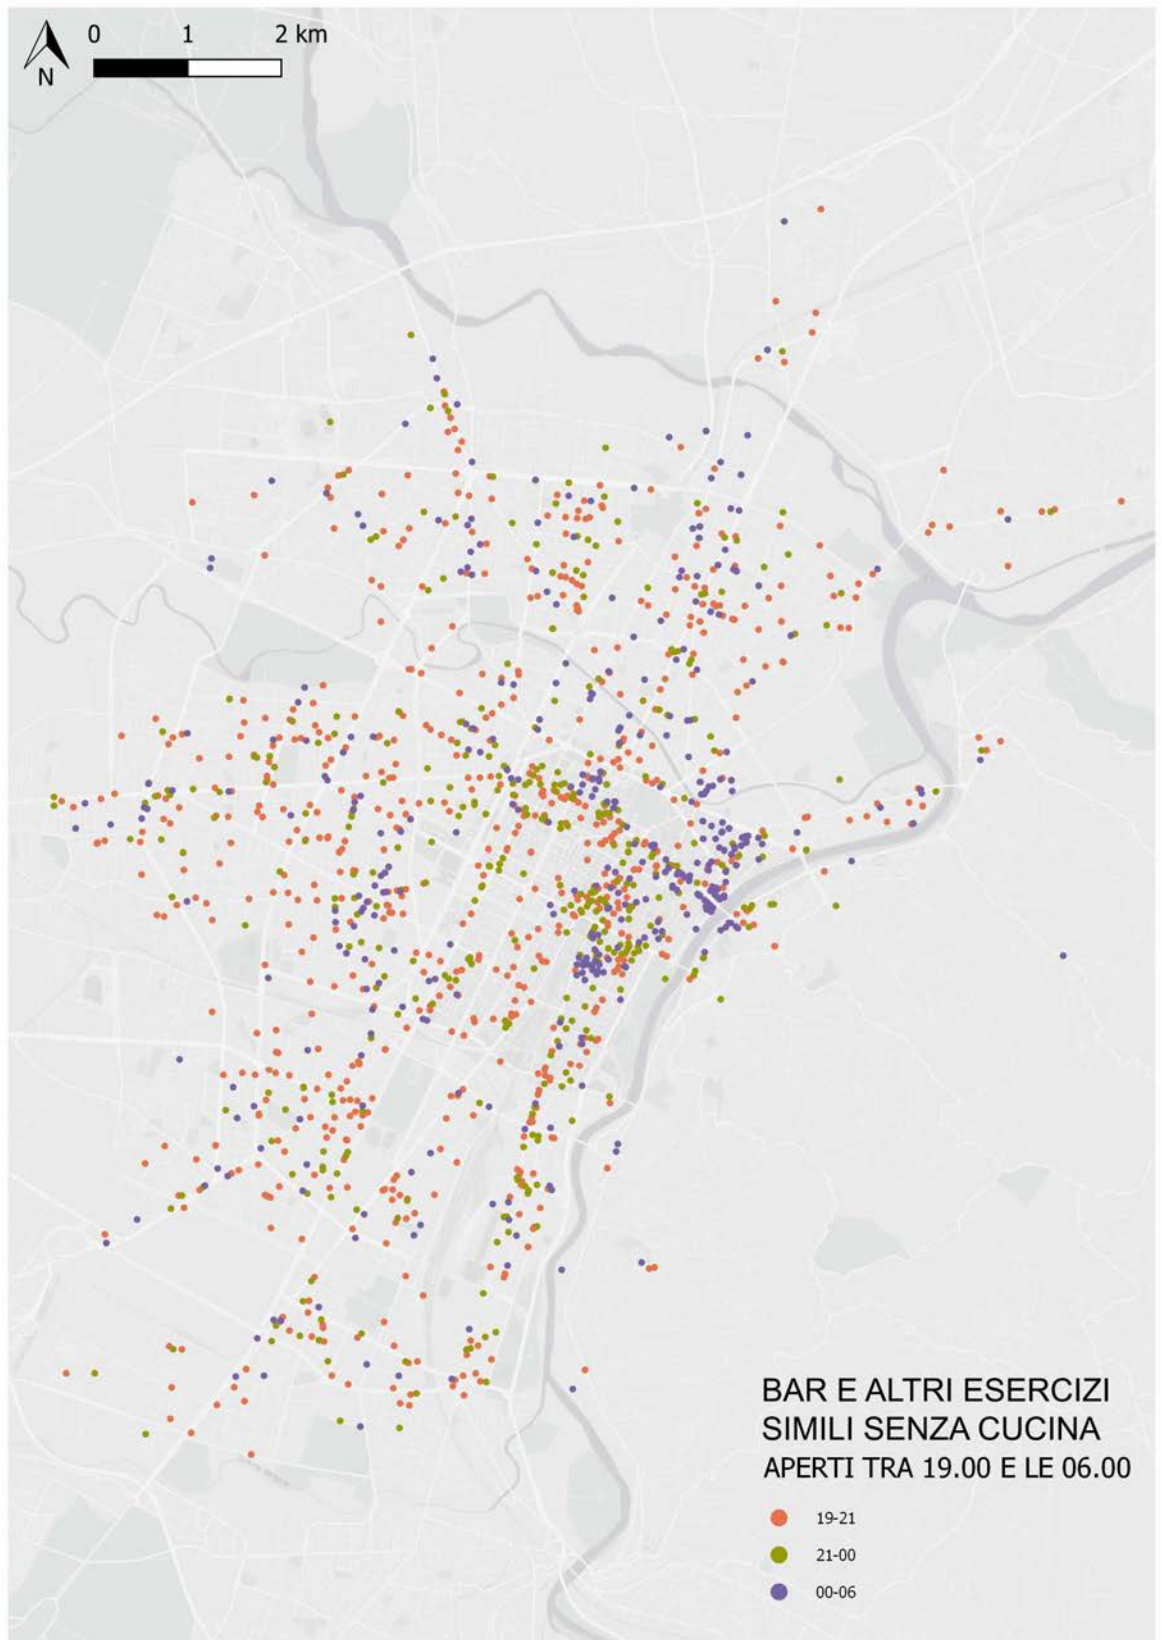 0 1 2 km
N
BAR E ALTRI ESERCIZI
SIMILI SENZA CUCINA
APERTI TRA 19.00 E LE 06.00
19-21
21-00
00-06